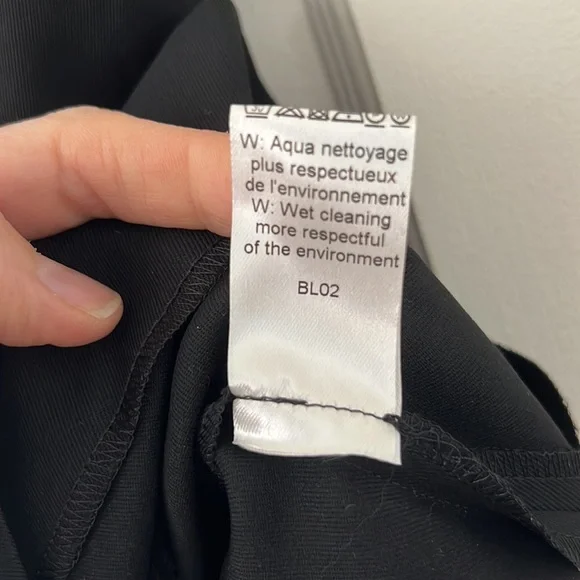 W: Aqua nettoyage
plus respectueux
de l'environnement
W: Wet cleaning
more respectful
of the environment
BL02